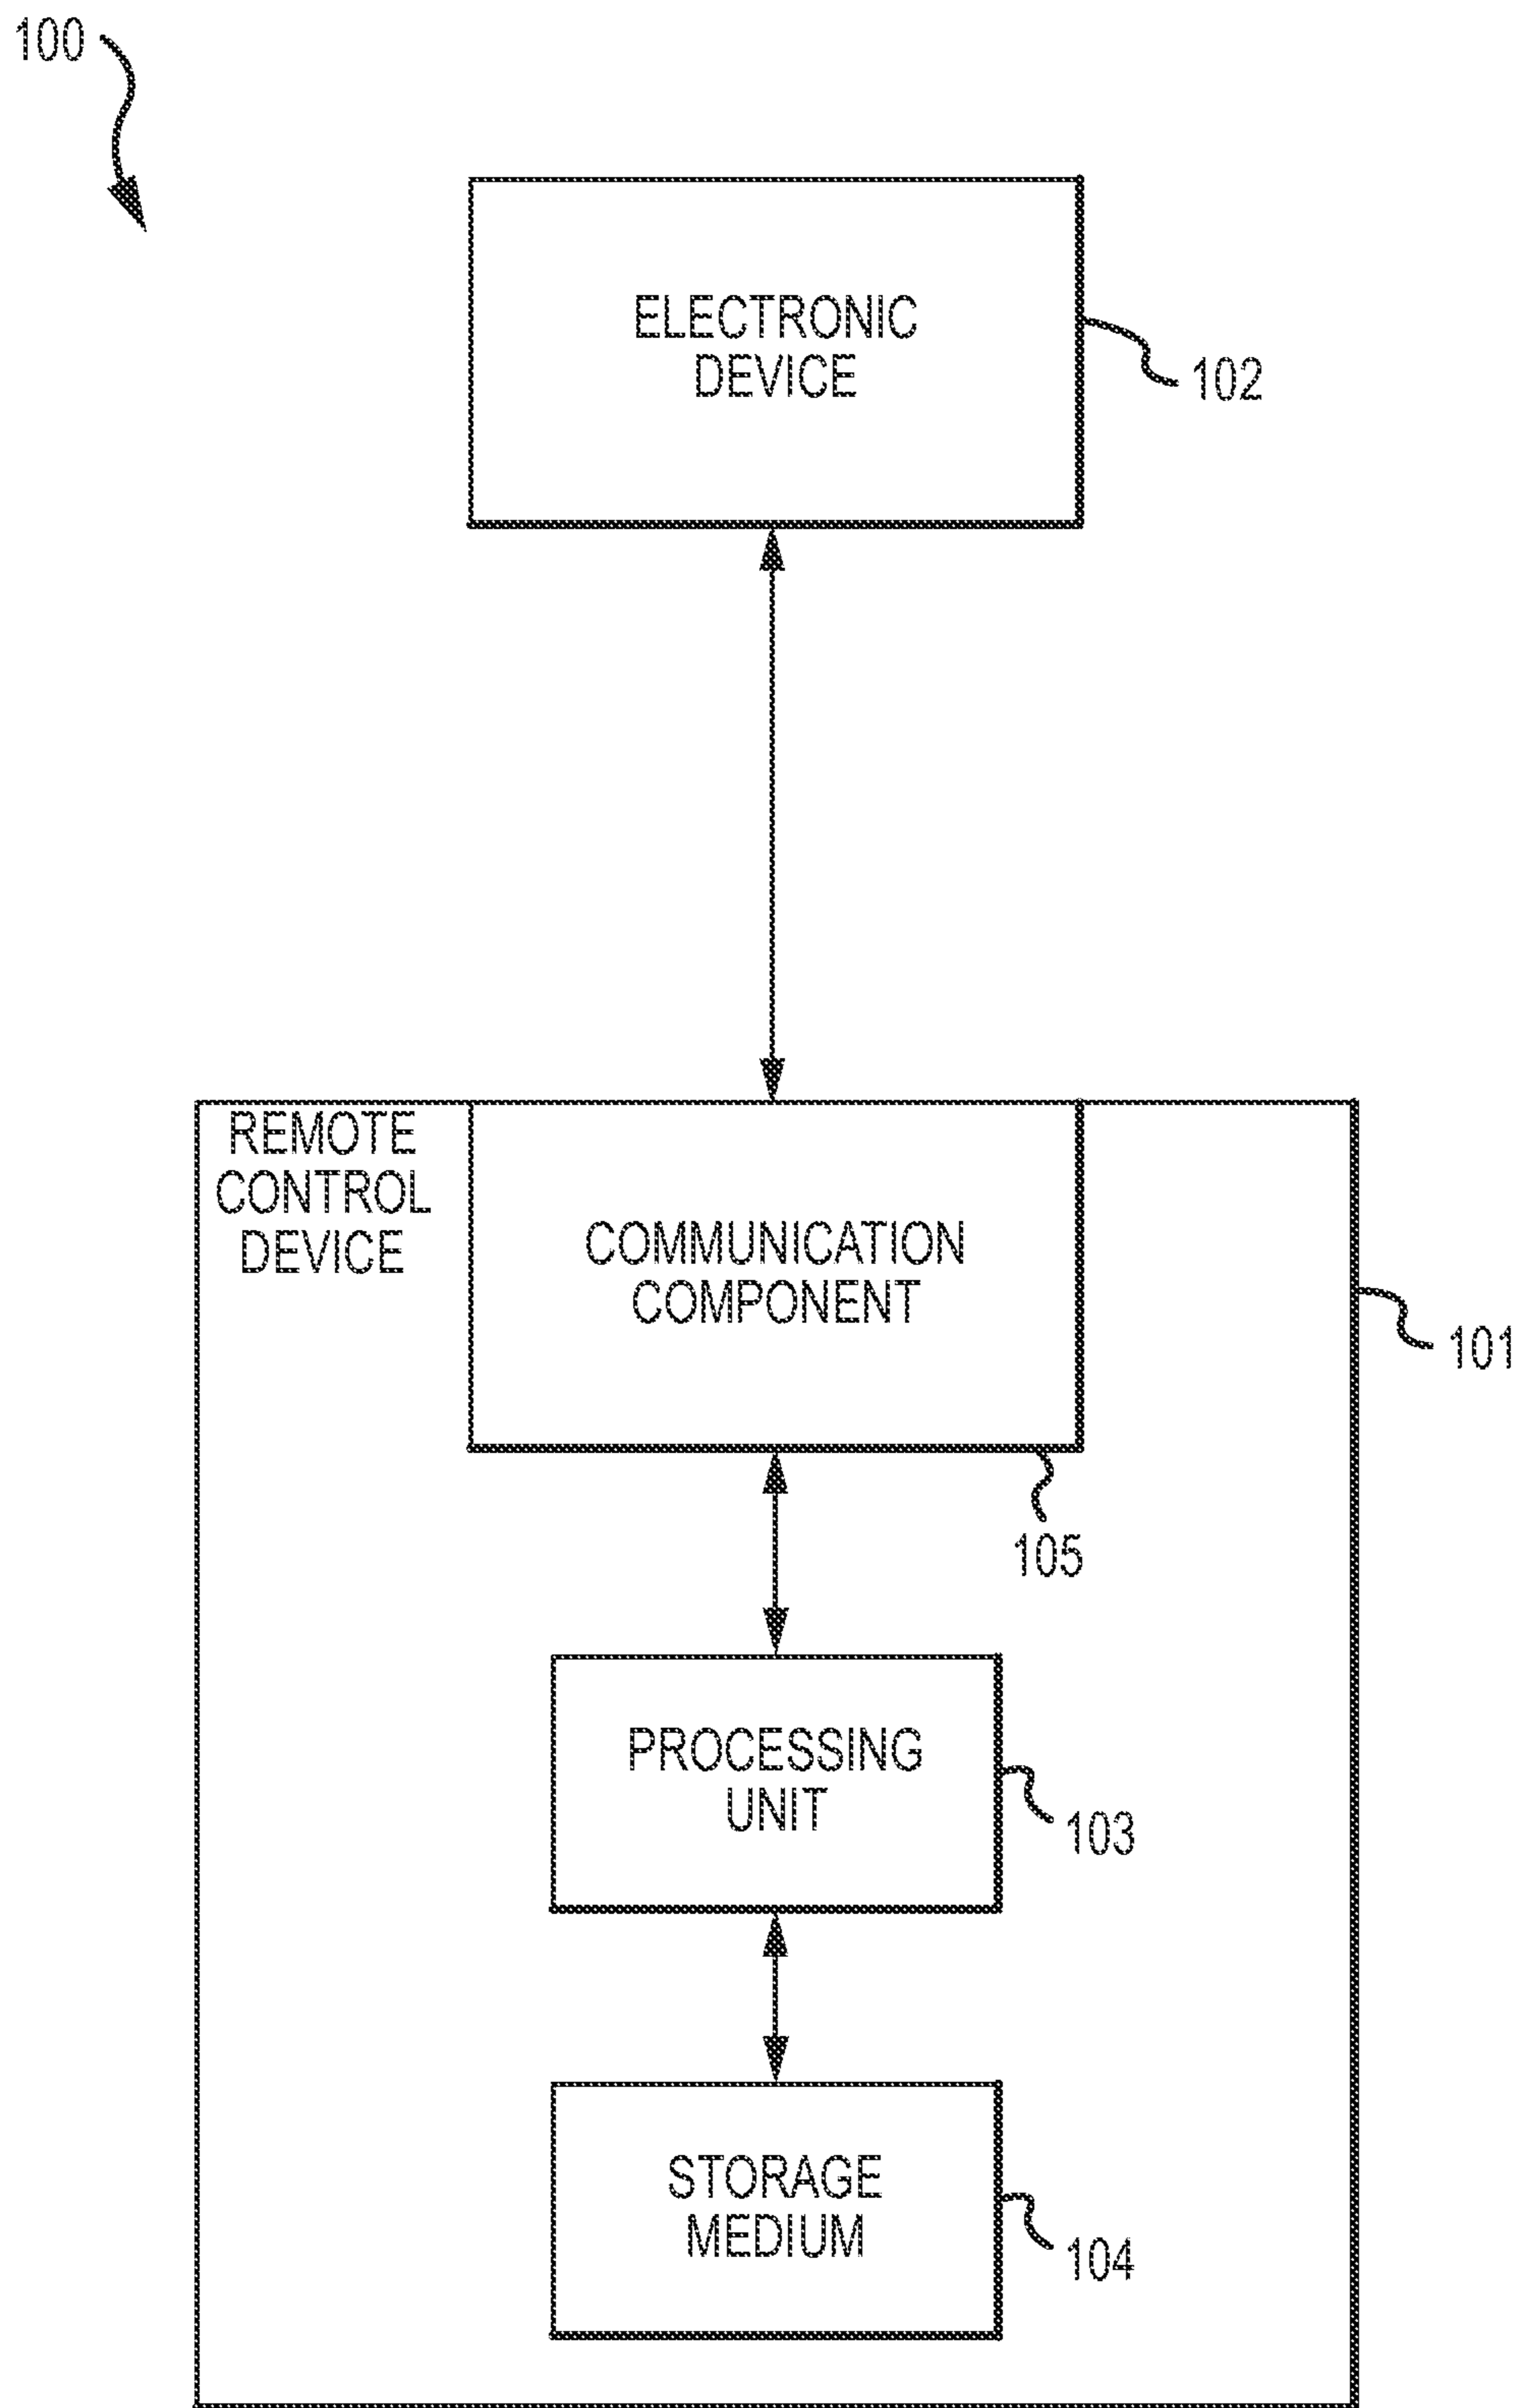 100
ELECTRONIC
DEVICE
102
REMOTE
CONTROL
DEVICE
COMMUNICATION
COMPONENT
101
105
PROCESSING
UNIT
103
STORAGE
MEDIUM
104